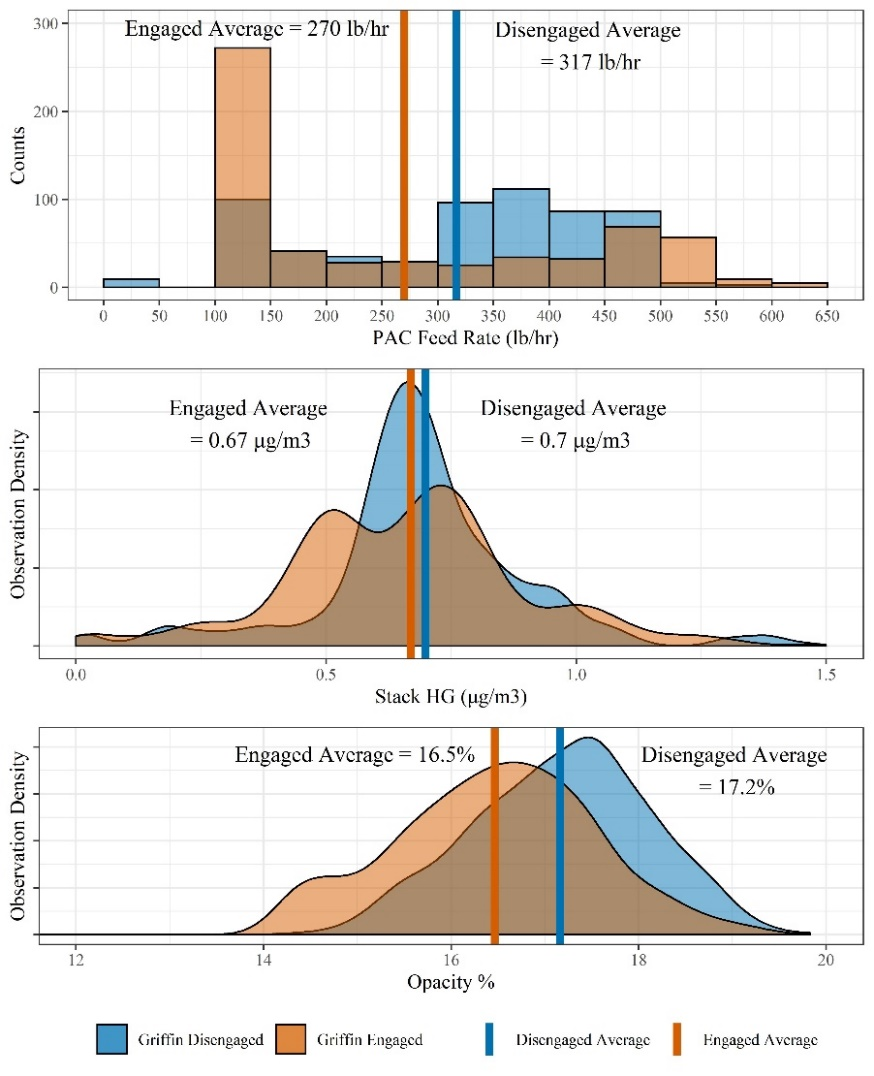 Engaged Average = 270 lb/hr
Disengaged Average
= 317 lb/hr
300
200
100
0
Counts
0 50 100 150 200 250 300 350 400 450 500 550 600 650
PAC Feed Rate (lb/hr)
Engaged Average
= 0.67 µg/m3
Disengaged Average
= 0.7 µg/m3
Observation Density
0.0 0.5 1.0 1.5
Stack HG (µg/m3)
Engaged Average = 16.5%
Disengaged Average
= 17.2%
Observation Density
12 14 16 18 20
Opacity %
Griffin Disengaged Griffin Engaged Disengaged Average Engaged Average